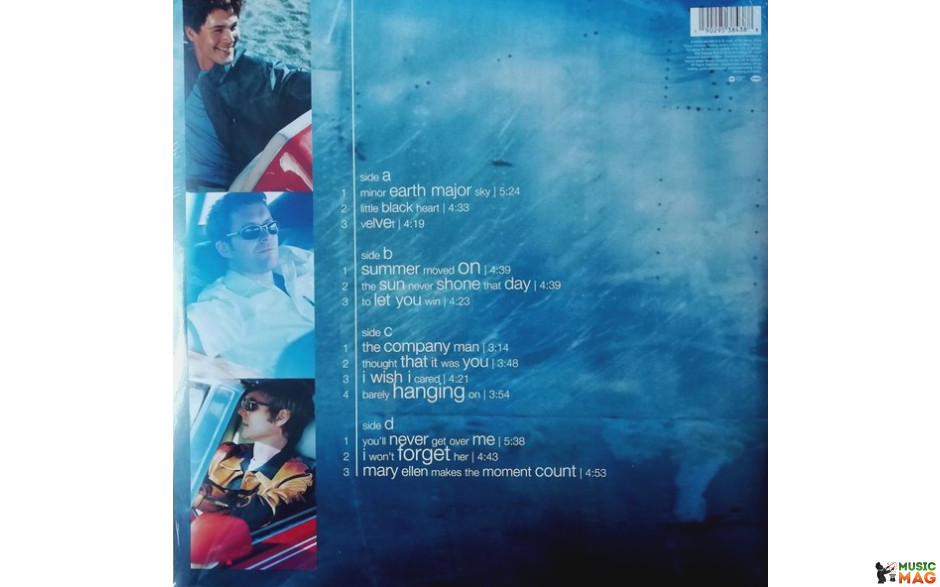 90295 38438
side a
1 minor earth major sky | 5:24
2 little black heart | 4:33
3 velvet | 4:19
side b
1 summer moved on | 4:39
2 the sun never shone that day | 4:39
3 to let you win | 4:23
side c
1 the company man | 3:14
2 thought that it was you | 3:48
3 i wish i cared | 4:21
4 barely hanging on | 3:54
side d
1 you'll never get over me | 5:38
2 i won't forget her | 4:43
3 mary ellen makes the moment count | 4:53
MUSIC
MAG